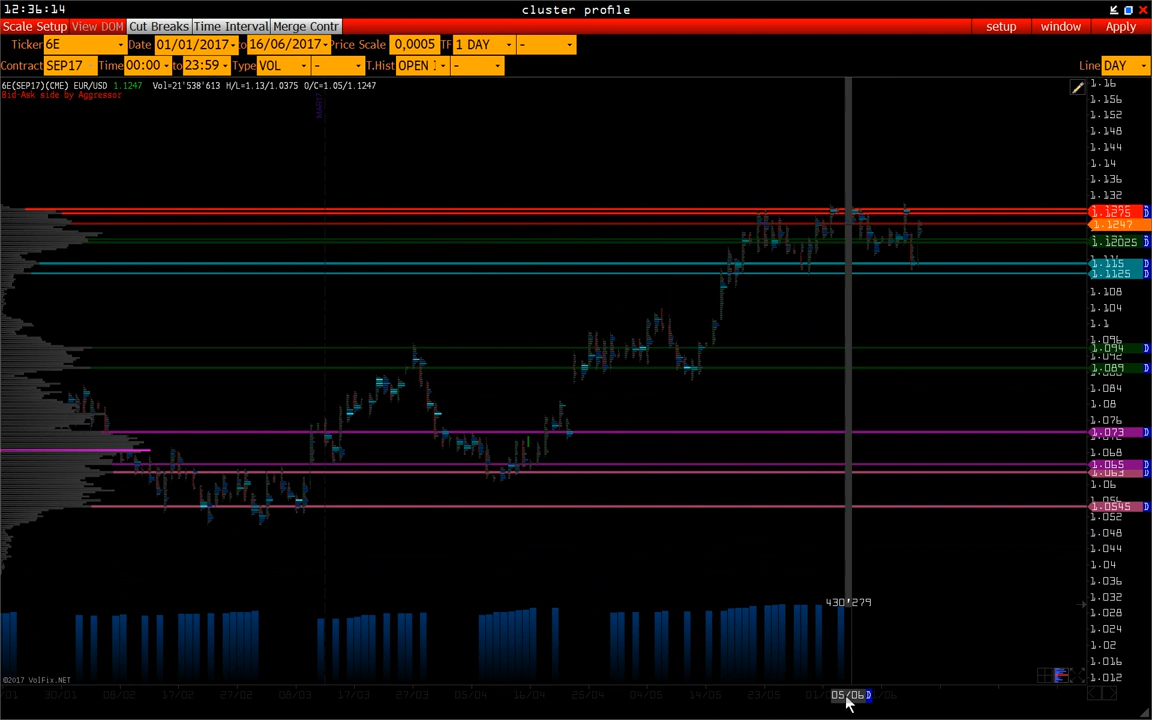 12:36:14 cluster profile
Scale Setup View DOM Cut Breaks Time Interval Merge Contr setup window Apply
Ticker 6E Date 01/01/2017 to 16/06/2017 Price Scale 0,0005 TF 1 DAY -
Contract SEP17 Time 00:00 to 23:59 Type VOL - T.Hist OPEN I - Line DAY
6E(SEP17)(CME) EUR/USD 1.1247 Vol=21'538'613 H/L=1.13/1.0375 O/C=1.05/1.1247
Bid-Ask side by Aggressor
1.16
1.156
1.152
1.148
1.144
1.14
1.136
1.132
1.1275 D
1.1247
1.12025 D
1.115 D
1.1125 D
1.108
1.104
1.1
1.096
1.094 D
1.089 D
1.084
1.08
1.076
1.073 D
1.068
1.065 D
1.063 D
1.06
1.0545 D
1.052
1.048
1.044
1.04
1.036
1.032
430'279
1.028
1.024
1.02
1.016
1.012
©2017 VolFix.NET
30/01 08/02 17/02 27/02 08/03 17/03 27/03 05/04 16/04 25/04 04/05 14/05 23/05 05/06 D